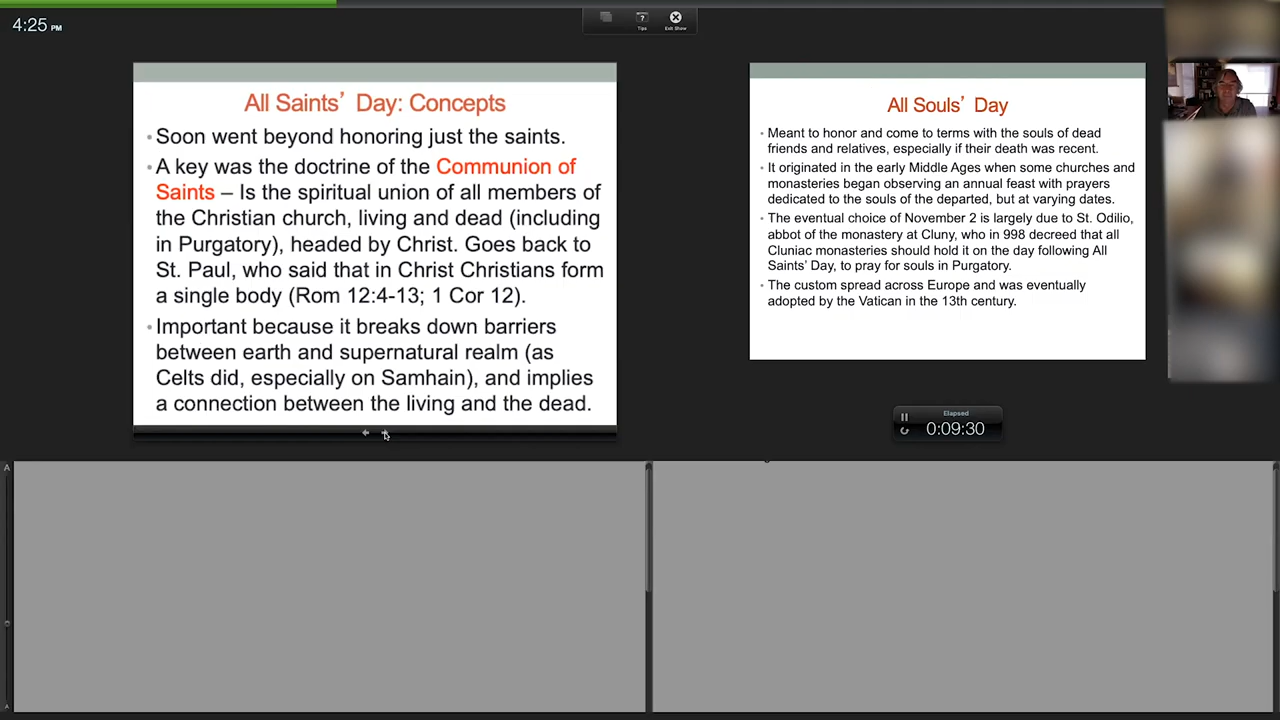 4:25 PM
Tips
Exit Show
All Saints’ Day: Concepts
• Soon went beyond honoring just the saints.
• A key was the doctrine of the Communion of
Saints – Is the spiritual union of all members of
the Christian church, living and dead (including
in Purgatory), headed by Christ. Goes back to
St. Paul, who said that in Christ Christians form
a single body (Rom 12:4-13; 1 Cor 12).
• Important because it breaks down barriers
between earth and supernatural realm (as
Celts did, especially on Samhain), and implies
a connection between the living and the dead.
All Souls’ Day
• Meant to honor and come to terms with the souls of dead
friends and relatives, especially if their death was recent.
• It originated in the early Middle Ages when some churches and
monasteries began observing an annual feast with prayers
dedicated to the souls of the departed, but at varying dates.
• The eventual choice of November 2 is largely due to St. Odilio,
abbot of the monastery at Cluny, who in 998 decreed that all
Cluniac monasteries should hold it on the day following All
Saints’ Day, to pray for souls in Purgatory.
• The custom spread across Europe and was eventually
adopted by the Vatican in the 13th century.
Elapsed
0:09:30
A
A